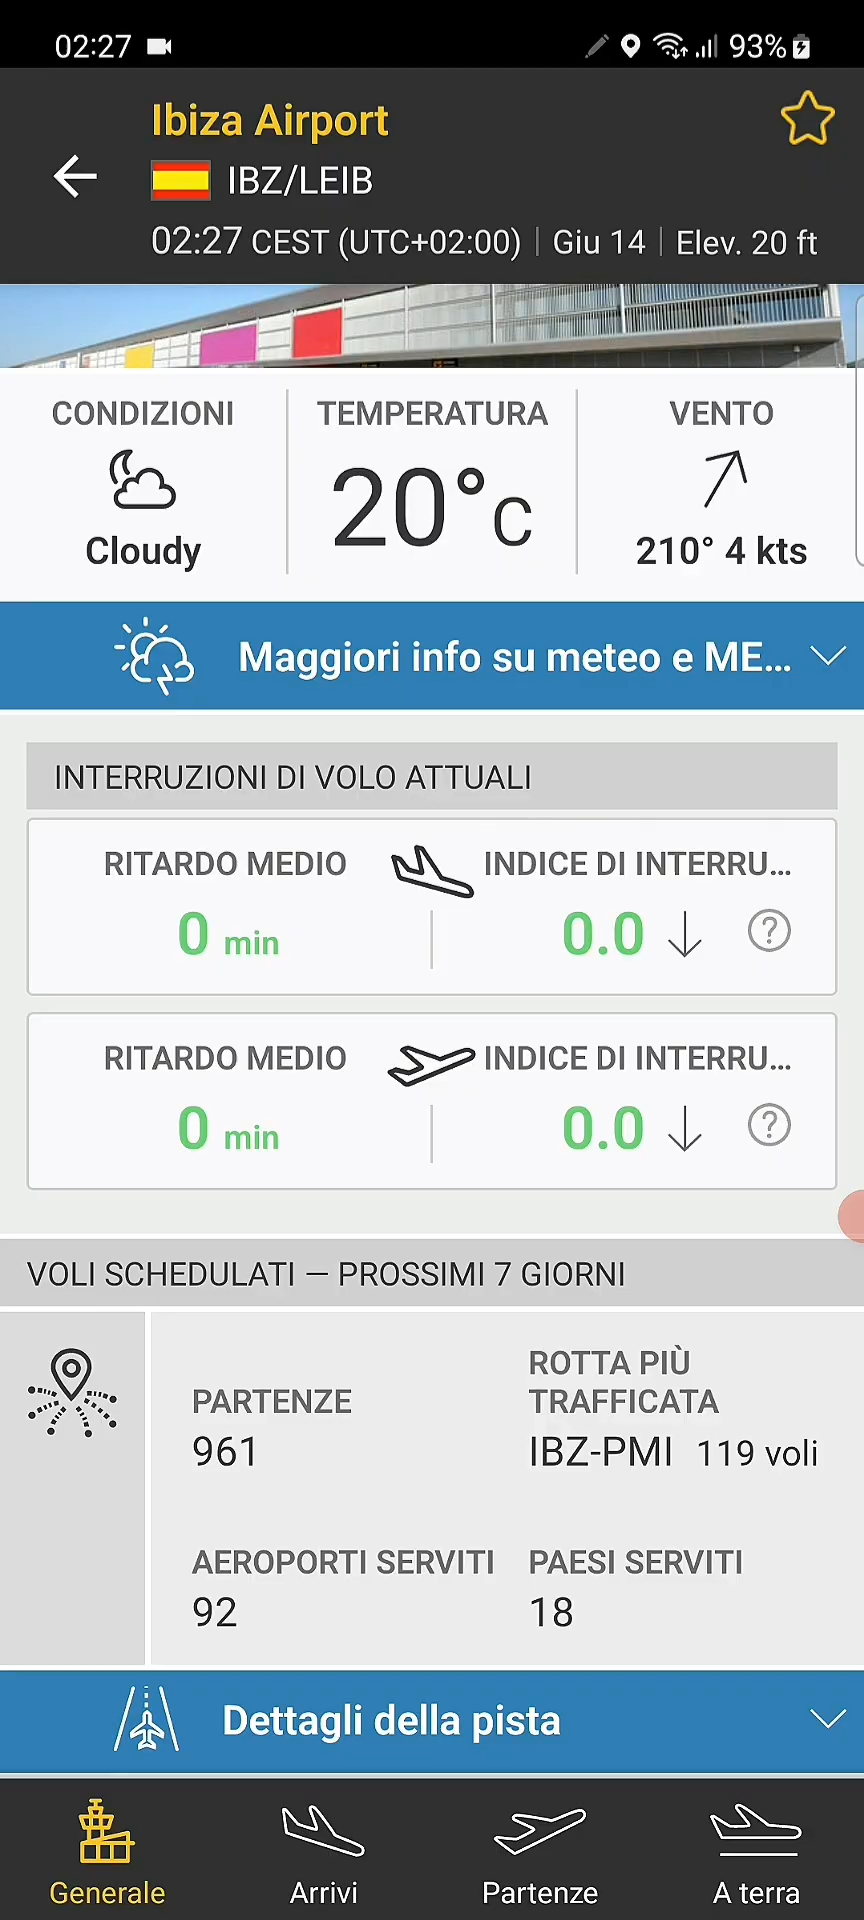 02:27
93%
Ibiza Airport
IBZ/LEIB
02:27 CEST (UTC+02:00) | Giu 14 | Elev. 20 ft
CONDIZIONI
Cloudy
TEMPERATURA
20°C
VENTO
210° 4 kts
Maggiori info su meteo e ME...
INTERRUZIONI DI VOLO ATTUALI
RITARDO MEDIO
0 min
INDICE DI INTERRU...
0.0
RITARDO MEDIO
0 min
INDICE DI INTERRU...
0.0
VOLI SCHEDULATI – PROSSIMI 7 GIORNI
PARTENZE
961
ROTTA PIÙ
TRAFFICATA
IBZ-PMI 119 voli
AEROPORTI SERVITI
92
PAESI SERVITI
18
Dettagli della pista
Generale
Arrivi
Partenze
A terra